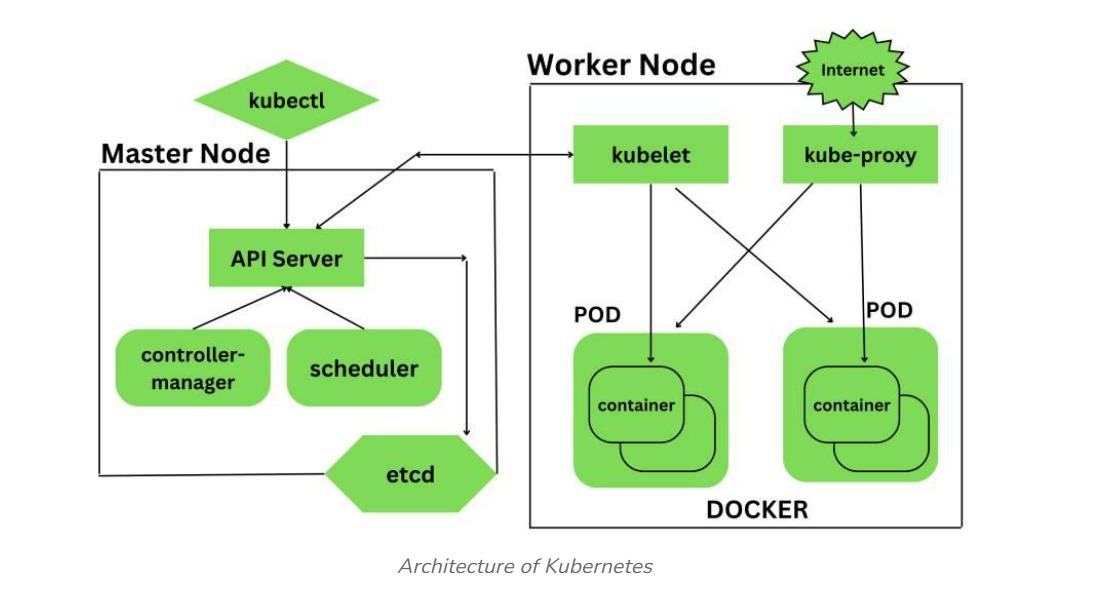 Worker Node
Internet
kubectl
Master Node
kubelet
kube-proxy
API Server
POD
POD
controller-
manager
scheduler
container
container
etcd
DOCKER
Architecture of Kubernetes